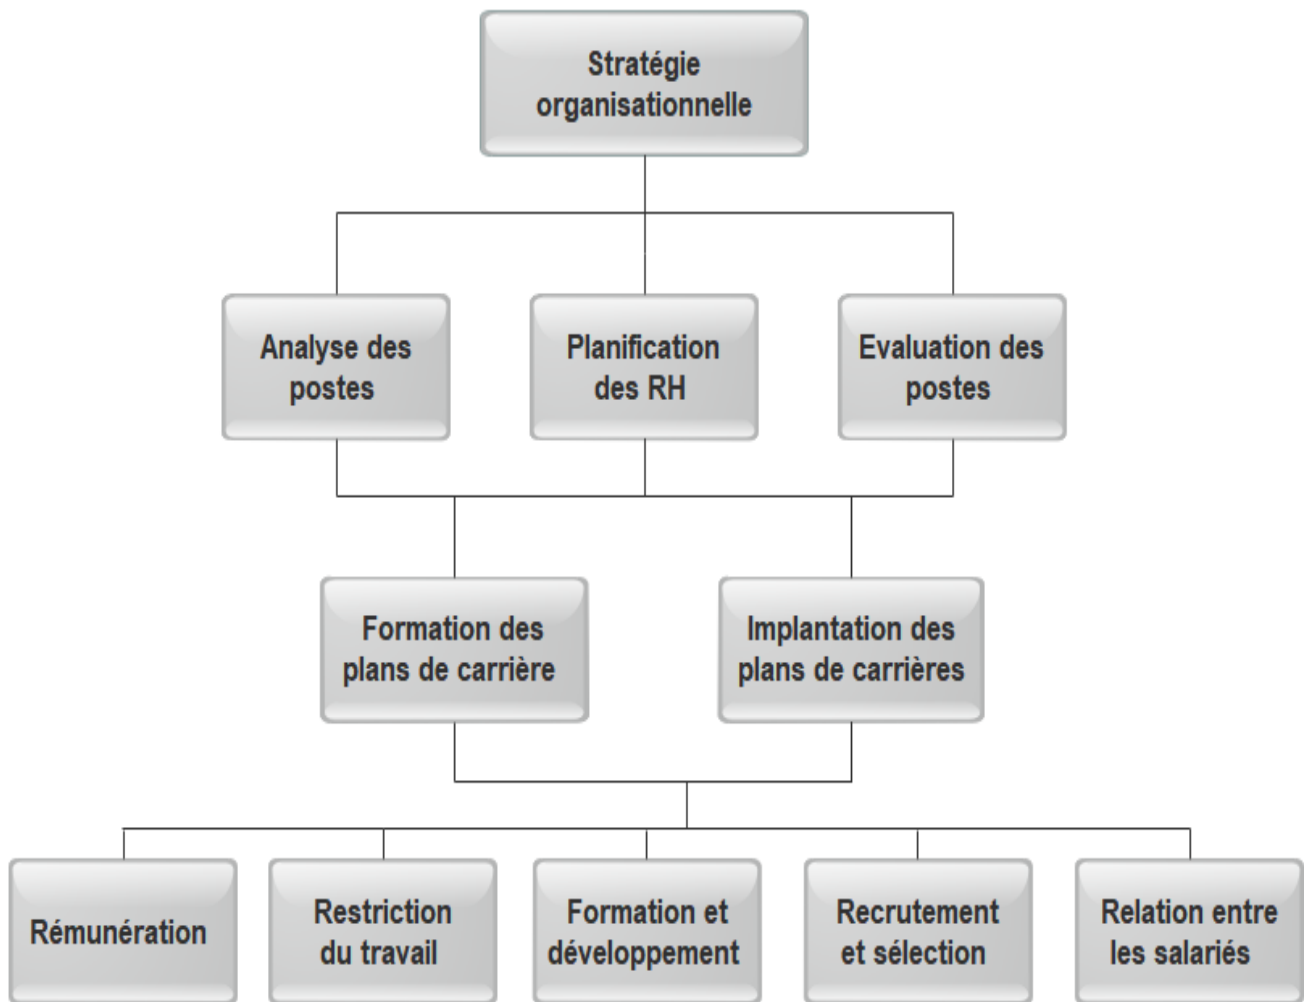 Stratégie
organisationnelle
Analyse des
postes
Planification
des RH
Evaluation des
postes
Formation des
plans de carrière
Implantation des
plans de carrières
Rémunération
Restriction
du travail
Formation et
développement
Recrutement
et sélection
Relation entre
les salariés